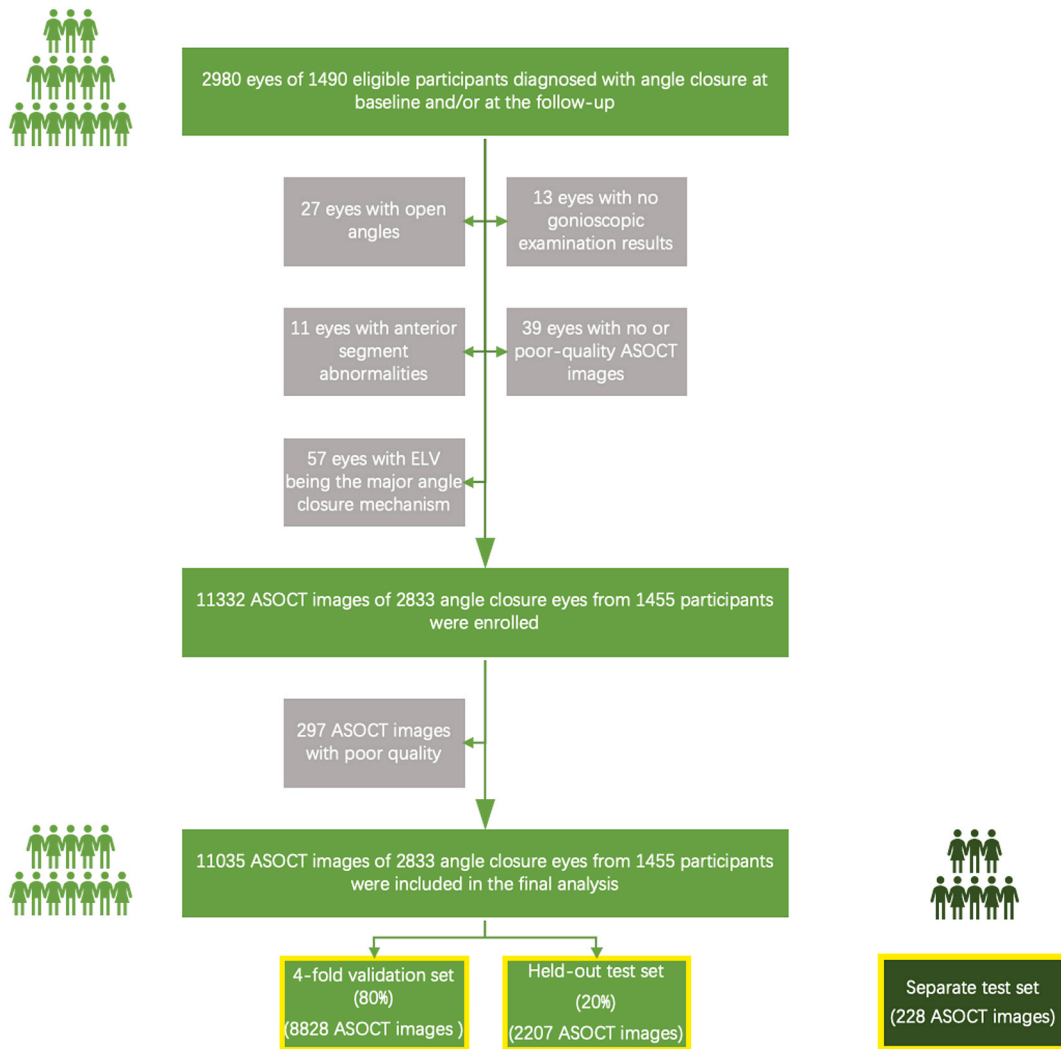 2980 eyes of 1490 eligible participants diagnosed with angle closure at
baseline and/or at the follow-up
27 eyes with open
angles
13 eyes with no
gonioscopic
examination results
11 eyes with anterior
segment
abnormalities
39 eyes with no or
poor-quality ASOCT
images
57 eyes with ELV
being the major angle
closure mechanism
11332 ASOCT images of 2833 angle closure eyes from 1455 participants
were enrolled
297 ASOCT images
with poor quality
11035 ASOCT images of 2833 angle closure eyes from 1455 participants
were included in the final analysis
4-fold validation set
(80%)
(8828 ASOCT images )
Held-out test set
(20%)
(2207 ASOCT images)
Separate test set
(228 ASOCT images)